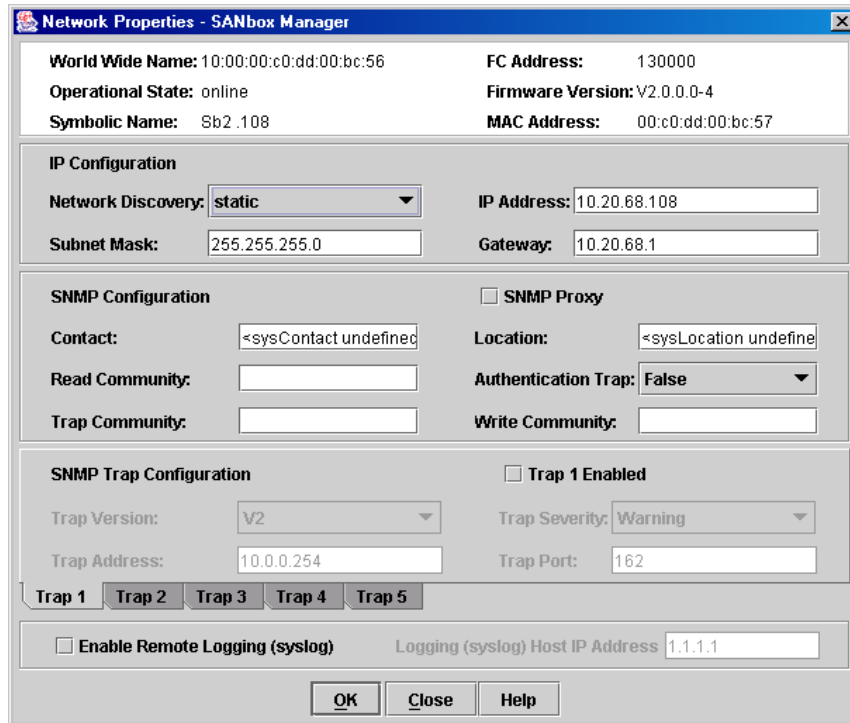 Network Properties - SANbox Manager
World Wide Name: 10:00:00:c0:dd:00:bc:56 FC Address: 130000
Operational State: online Firmware Version: V2.0.0.0-4
Symbolic Name: Sb2 .108 MAC Address: 00:c0:dd:00:bc:57
IP Configuration
Network Discovery: static IP Address: 10.20.68.108
Subnet Mask: 255.255.255.0 Gateway: 10.20.68.1
SNMP Configuration SNMP Proxy
Contact: <sysContact undefined Location: <sysLocation undefine
Read Community: Authentication Trap: False
Trap Community: Write Community:
SNMP Trap Configuration Trap 1 Enabled
Trap Version: V2 Trap Severity: Warning
Trap Address: 10.0.0.254 Trap Port: 162
Trap 1 Trap 2 Trap 3 Trap 4 Trap 5
Enable Remote Logging (syslog) Logging (syslog) Host IP Address 1.1.1.1
OK Close Help